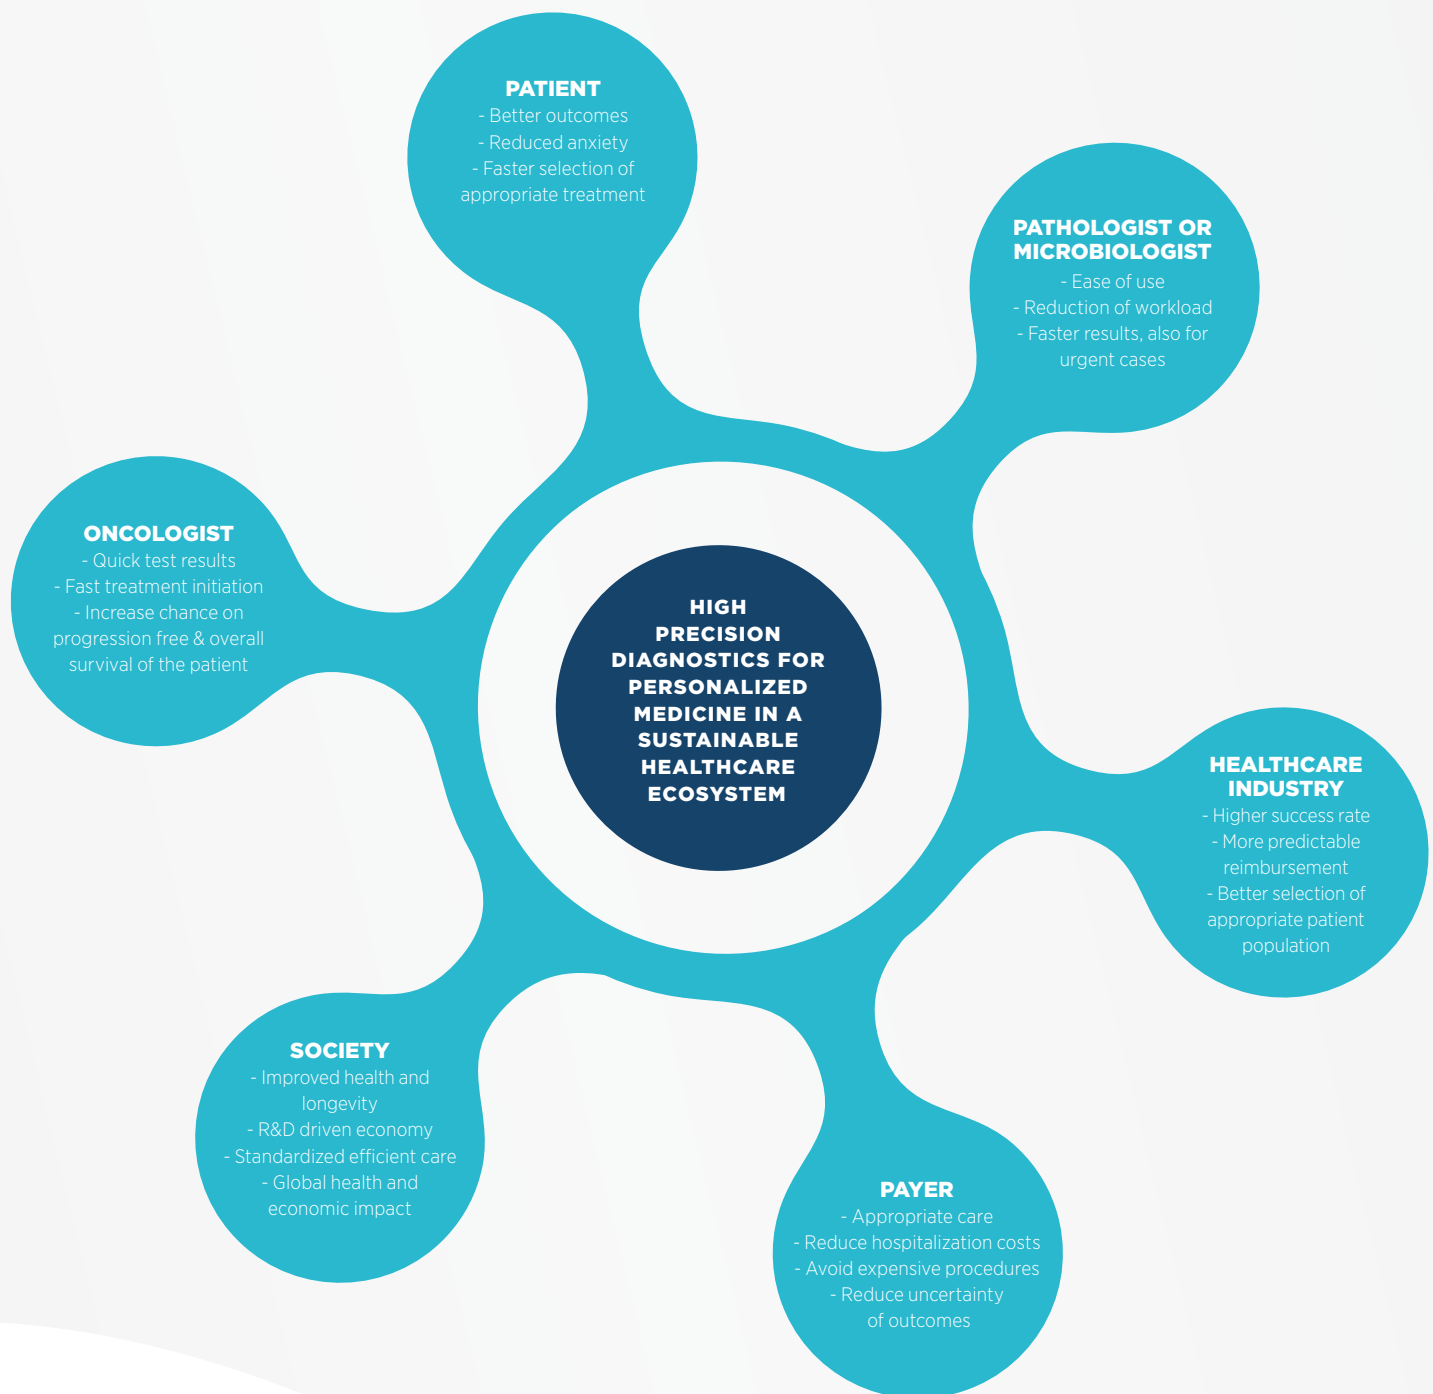 PATIENT
- Better outcomes
- Reduced anxiety
- Faster selection of
appropriate treatment
PATHOLOGIST OR
MICROBIOLOGIST
- Ease of use
- Reduction of workload
- Faster results, also for
urgent cases
ONCOLOGIST
- Quick test results
- Fast treatment initiation
- Increase chance on
progression free & overall
survival of the patient
HIGH
PRECISION
DIAGNOSTICS FOR
PERSONALIZED
MEDICINE IN A
SUSTAINABLE
HEALTHCARE
ECOSYSTEM
HEALTHCARE
INDUSTRY
- Higher success rate
- More predictable
reimbursement
- Better selection of
appropriate patient
population
SOCIETY
- Improved health and
longevity
- R&D driven economy
- Standardized efficient care
- Global health and
economic impact
PAYER
- Appropriate care
- Reduce hospitalization costs
- Avoid expensive procedures
- Reduce uncertainty
of outcomes